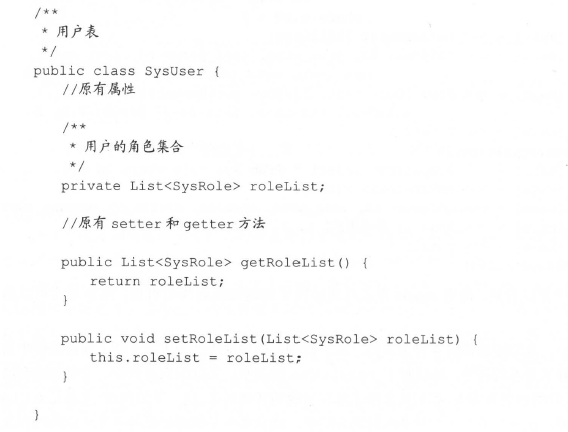 /**
 * 用户表
 */
public class SysUser {
    //原有属性

    /**
     * 用户的角色集合
     */
    private List<SysRole> roleList;

    //原有 setter 和 getter 方法

    public List<SysRole> getRoleList() {
        return roleList;
    }

    public void setRoleList(List<SysRole> roleList) {
        this.roleList = roleList;
    }

}